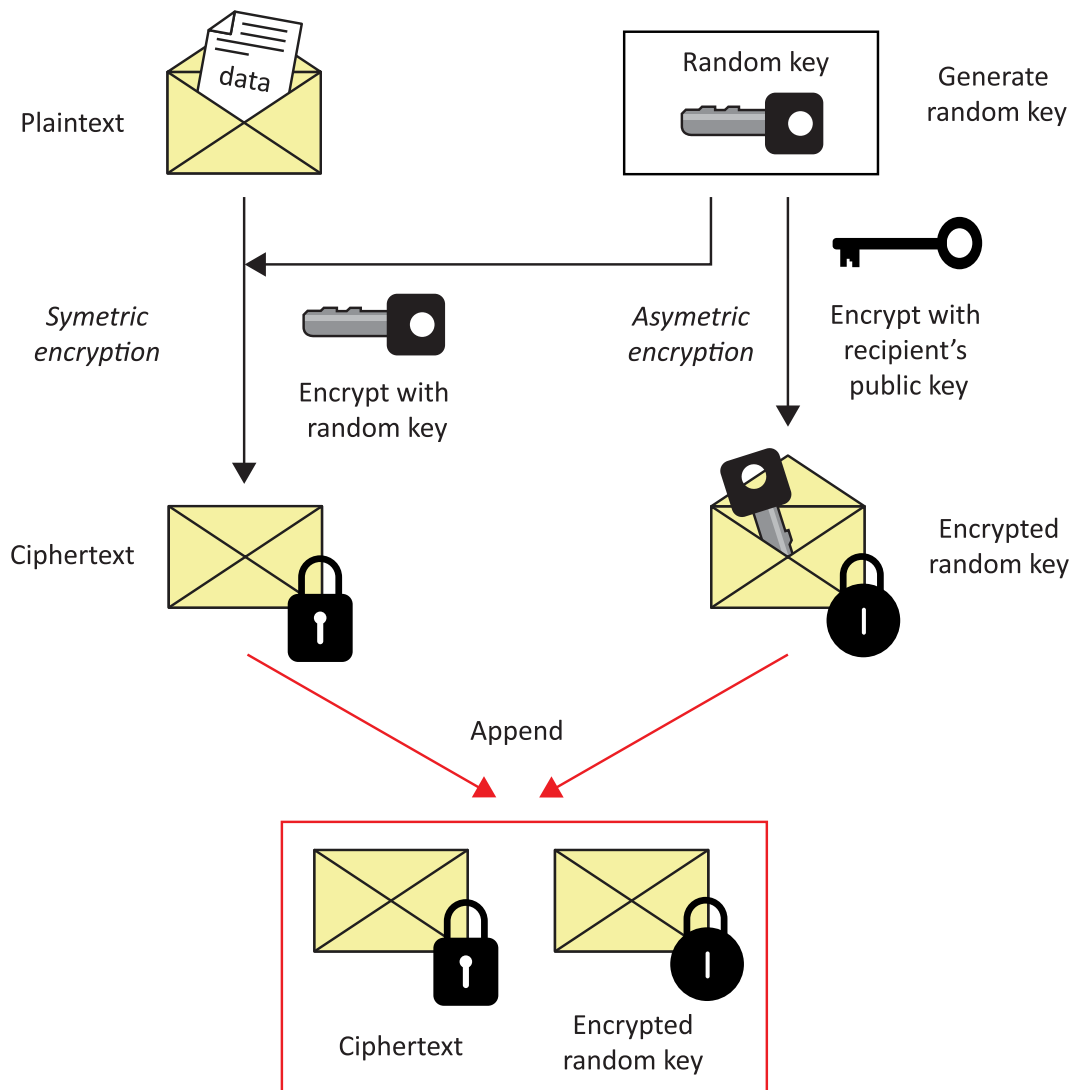 data
Plaintext
Random key
Generate
random key
Symetric
encryption
Encrypt with
random key
Asymetric
encryption
Encrypt with
recipient’s
public key
Ciphertext
Encrypted
random key
Append
Ciphertext
Encrypted
random key